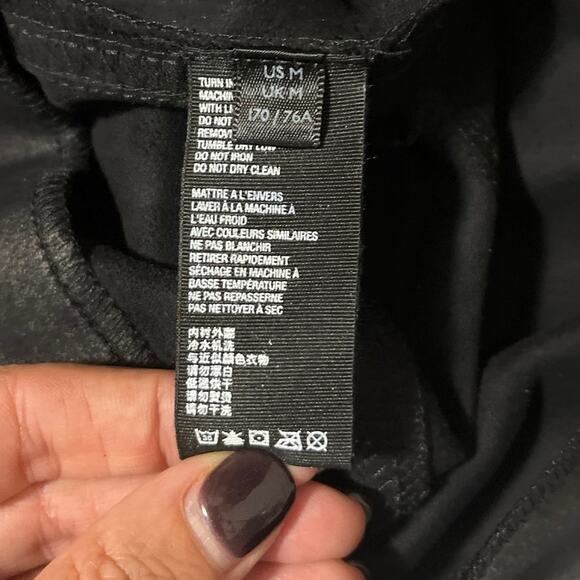 US M
UK M
170 / 76A
TURN IN
MACHIN
WITH LI
DO NOT
REMOV
TUMBLE DRY LOW
DO NOT IRON
DO NOT DRY CLEAN
MATTRE A L'ENVERS
LAVER À LA MACHINE À
L'EAU FROID
AVEC COULEURS SIMILAIRES
NE PAS BLANCHIR
RETIRER RAPIDEMENT
SÉCHAGE EN MACHINE À
BASSE TEMPÉRATURE
NE PAS REPASSERNE
PAS NETTOYER À SEC
内衬外翻
冷水机洗
与近似颜色衣物
请勿漂白
低温烘干
请勿熨烫
请勿干洗